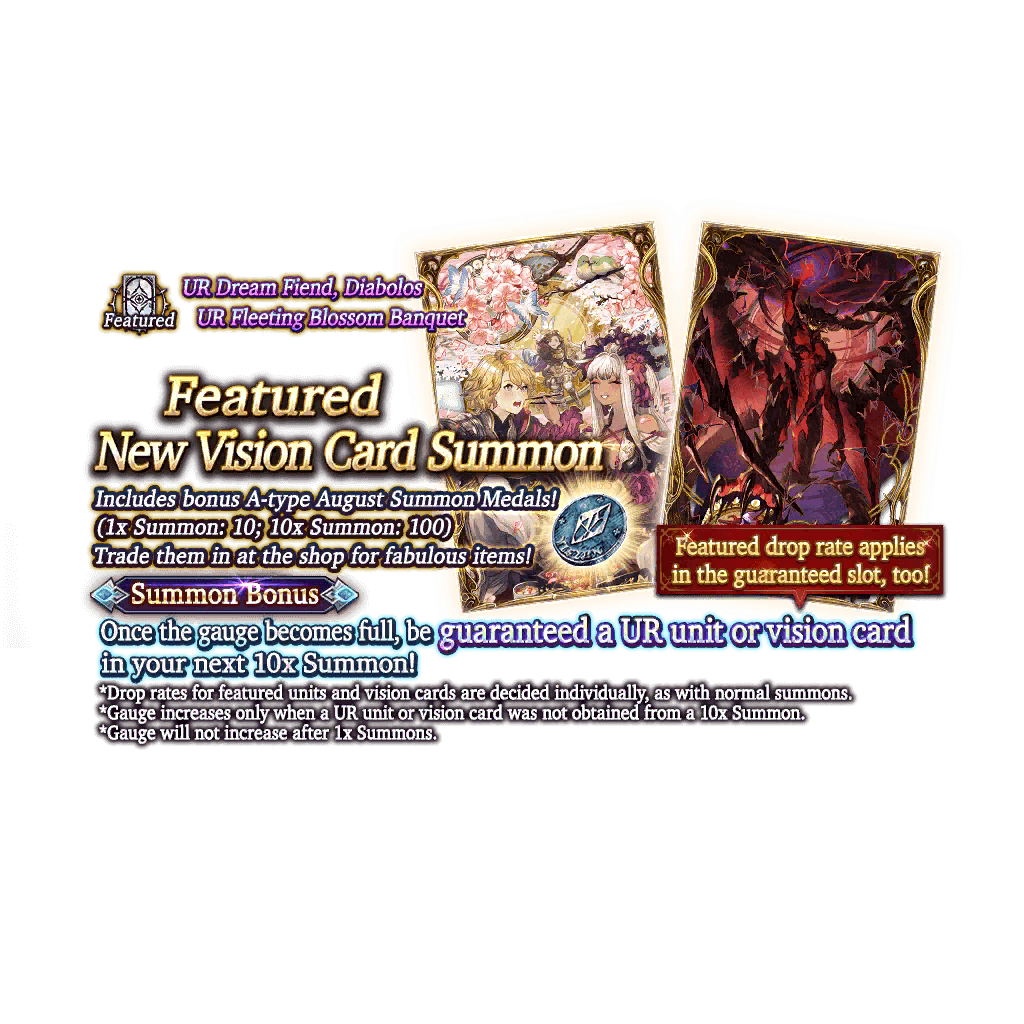 Featured
UR Dream Fiend, Diabolos
UR Fleeting Blossom Banquet
Featured
New Vision Card Summon
Includes bonus A-type August Summon Medals!
(1x Summon: 10; 10x Summon: 100)
Trade them in at the shop for fabulous items!
Featured drop rate applies
in the guaranteed slot, too!
Summon Bonus
Once the gauge becomes full, be guaranteed a UR unit or vision card
in your next 10x Summon!
*Drop rates for featured units and vision cards are decided individually, as with normal summons.
*Gauge increases only when a UR unit or vision card was not obtained from a 10x Summon.
*Gauge will not increase after 1x Summons.